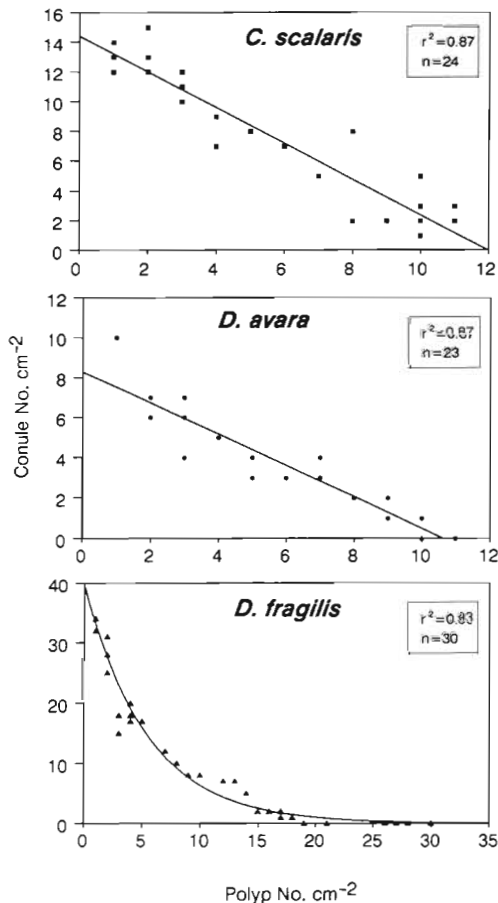 C. scalaris
r²=0.87
n=24
16
14
12
10
8
6
4
2
0
0 2 4 6 8 10 12
D. avara
r²=0.87
n=23
12
10
8
6
4
2
0
0 2 4 6 8 10 12
Conule No. cm⁻²
D. fragilis
r²=0.83
n=30
40
30
20
10
0
0 5 10 15 20 25 30 35
Polyp No. cm⁻²